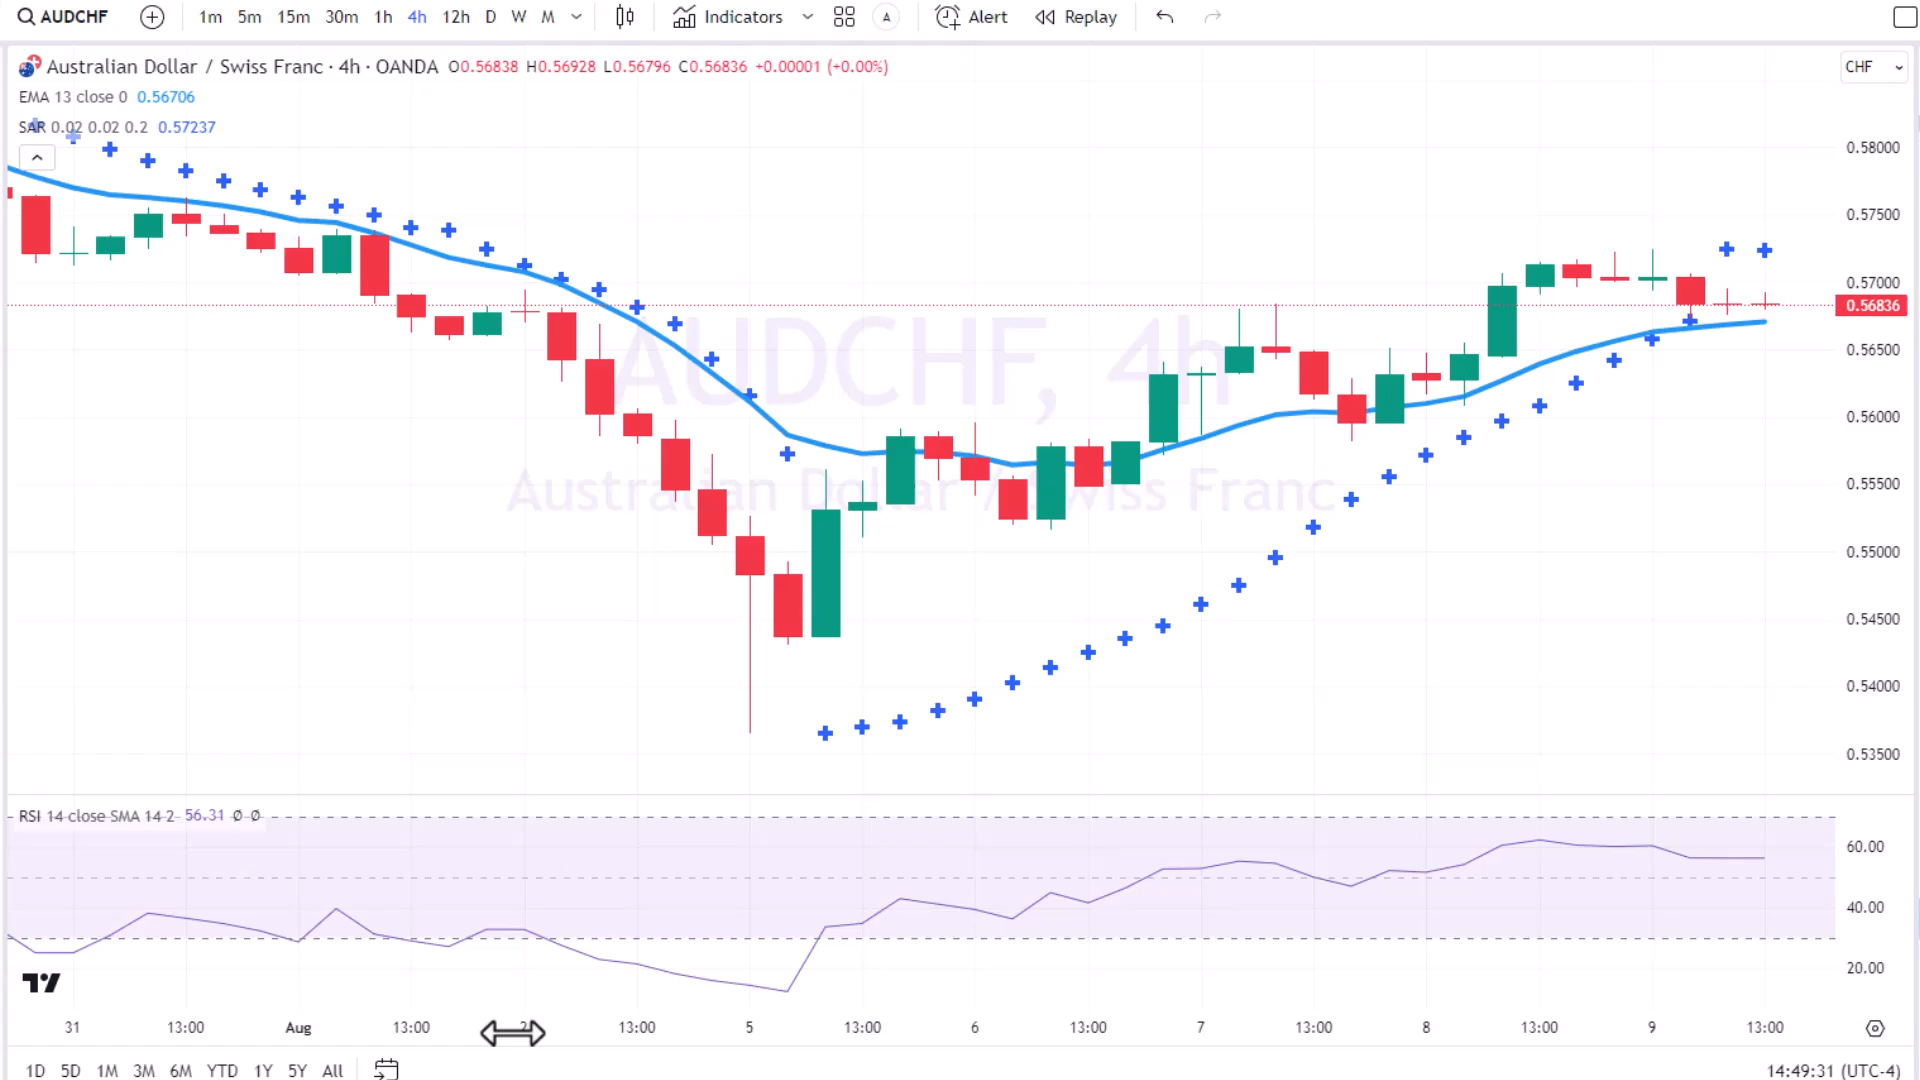 AUDCHF 1m 5m 15m 30m 1h 4h 12h D W M Indicators A Alert Replay
Australian Dollar / Swiss Franc · 4h · OANDA O0.56838 H0.56928 L0.56796 C0.56836 +0.00001 (+0.00%) CHF
EMA 13 close 0 0.56706
SAR 0.02 0.02 0.2 0.57237
0.58000
0.57500
0.57000
0.56836
0.56500
0.56000
0.55500
0.55000
0.54500
0.54000
0.53500
AUDCHF, 4h
Australian Dollar / Swiss Franc
RSI 14 close SMA 14 2 56.31 Ø Ø
60.00
40.00
20.00
31 13:00 Aug 13:00 2 13:00 5 13:00 6 13:00 7 13:00 8 13:00 9 13:00
1D 5D 1M 3M 6M YTD 1Y 5Y All 14:49:31 (UTC-4)